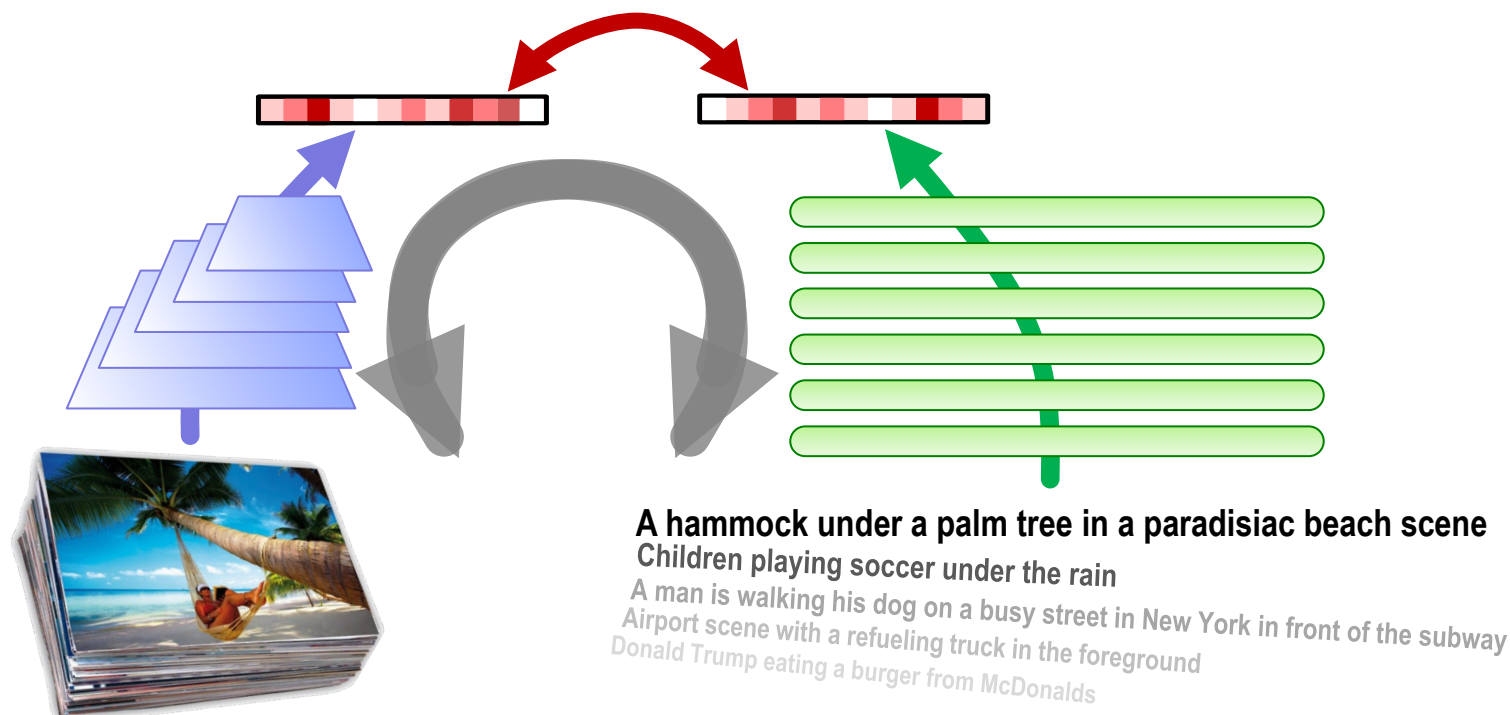 A hammock under a palm tree in a paradisiac beach scene
Children playing soccer under the rain
A man is walking his dog on a busy street in New York in front of the subway
Airport scene with a refueling truck in the foreground
Donald Trump eating a burger from McDonalds